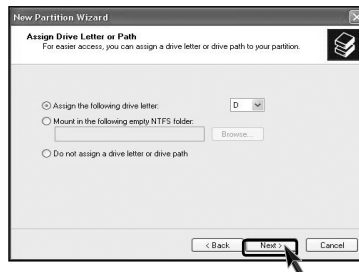 New Partition Wizard
Assign Drive Letter or Path
For easier access, you can assign a drive letter or drive path to your partition.
Assign the following drive letter: D
Mount in the following empty NTFS folder:
Browse...
Do not assign a drive letter or drive path
< Back Next > Cancel